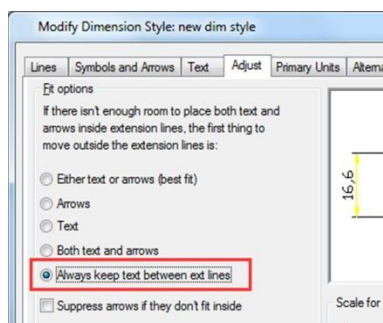 Modify Dimension Style: new dim style
Lines Symbols and Arrows Text Adjust Primary Units
Fit options
If there isn't enough room to place both text and
arrows inside extension lines, the first thing to
move outside the extension lines is:
Either text or arrows (best fit)
Arrows
Text
Both text and arrows
Always keep text between ext lines
Suppress arrows if they don't fit inside
16,6
Scale for